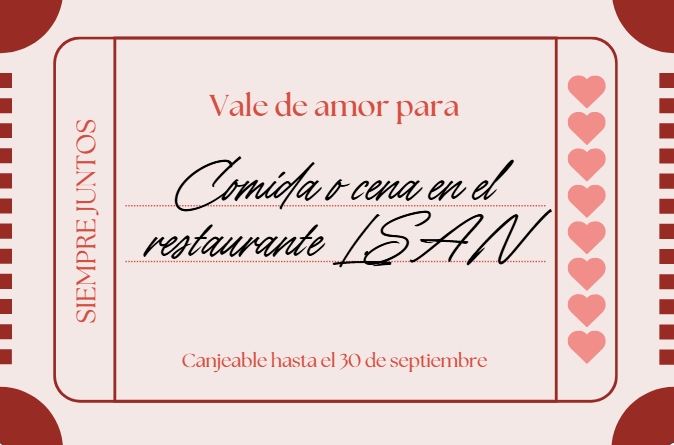 Vale de amor para
SIEMPRE JUNTOS
Comida o cena en el
restaurante LSAN
Canjeable hasta el 30 de septiembre